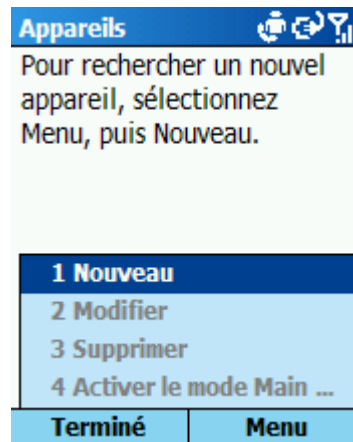 Appareils
Pour rechercher un nouvel
appareil, sélectionnez
Menu, puis Nouveau.
1 Nouveau
2 Modifier
3 Supprimer
4 Activer le mode Main ...
Terminé Menu